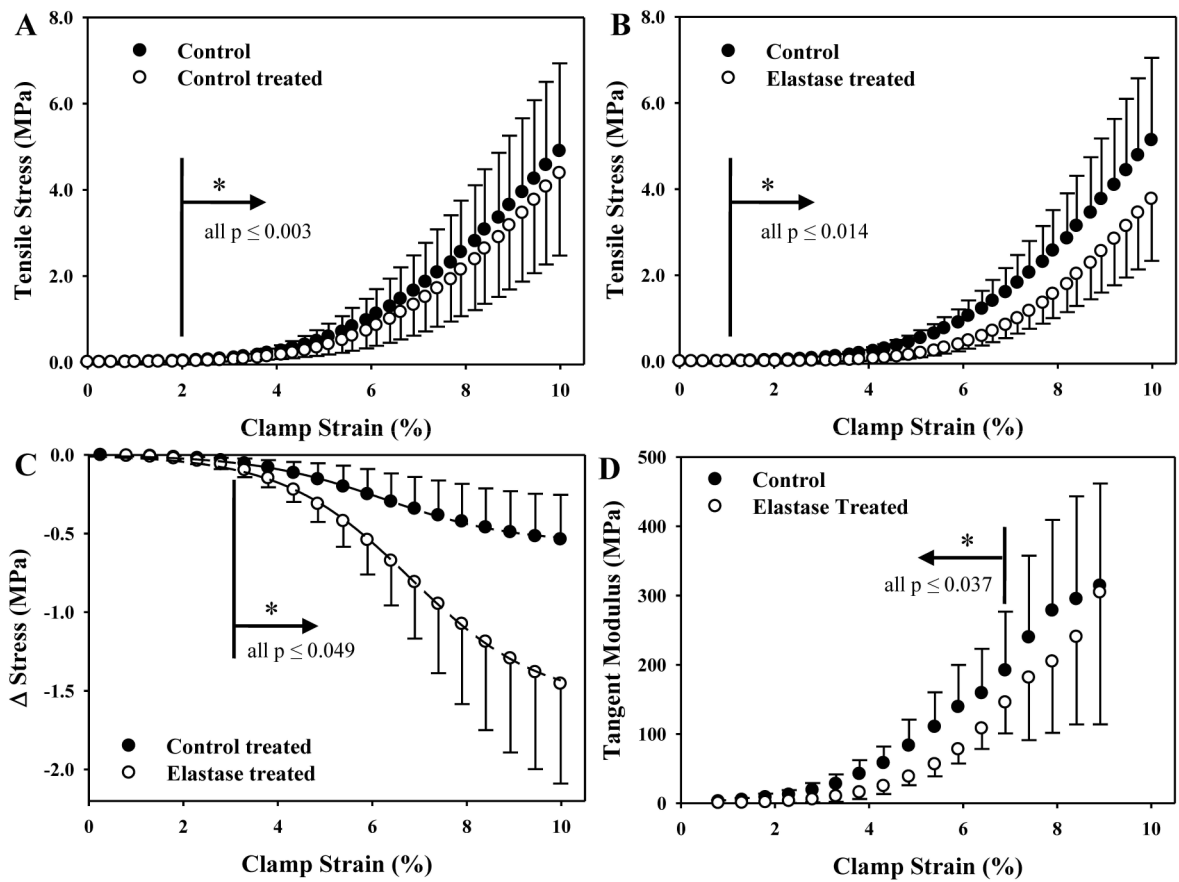 A
8.0
6.0
4.0
2.0
0.0
Tensile Stress (MPa)
Control
Control treated
*
all p ≤ 0.003
0 2 4 6 8 10
Clamp Strain (%)
B
8.0
6.0
4.0
2.0
0.0
Tensile Stress (MPa)
Control
Elastase treated
*
all p ≤ 0.014
0 2 4 6 8 10
Clamp Strain (%)
C
0.0
-0.5
-1.0
-1.5
-2.0
Δ Stress (MPa)
*
all p ≤ 0.049
Control treated
Elastase treated
0 2 4 6 8 10
Clamp Strain (%)
D
500
400
300
200
100
0
Tangent Modulus (MPa)
Control
Elastase Treated
*
all p ≤ 0.037
0 2 4 6 8 10
Clamp Strain (%)